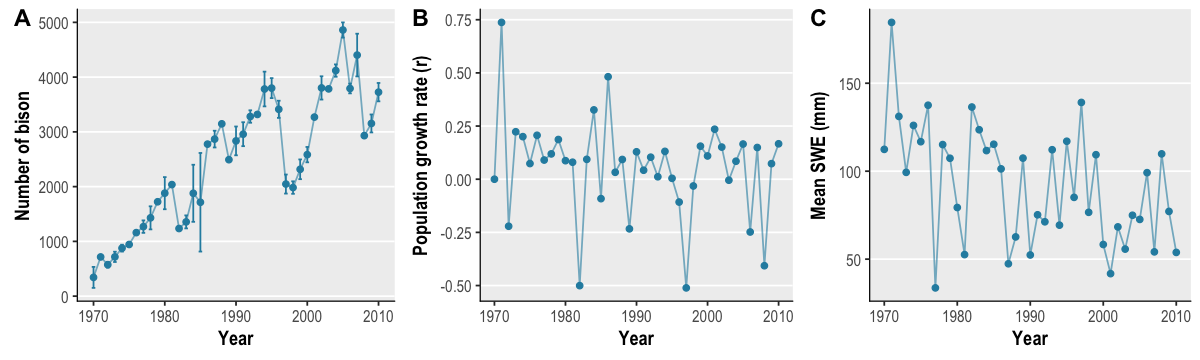 A
Number of bison
5000
4000
3000
2000
1000
0
1970 1980 1990 2000 2010
Year
B
Population growth rate (r)
0.75
0.50
0.25
0.00
-0.25
-0.50
1970 1980 1990 2000 2010
Year
C
Mean SWE (mm)
150
100
50
1970 1980 1990 2000 2010
Year